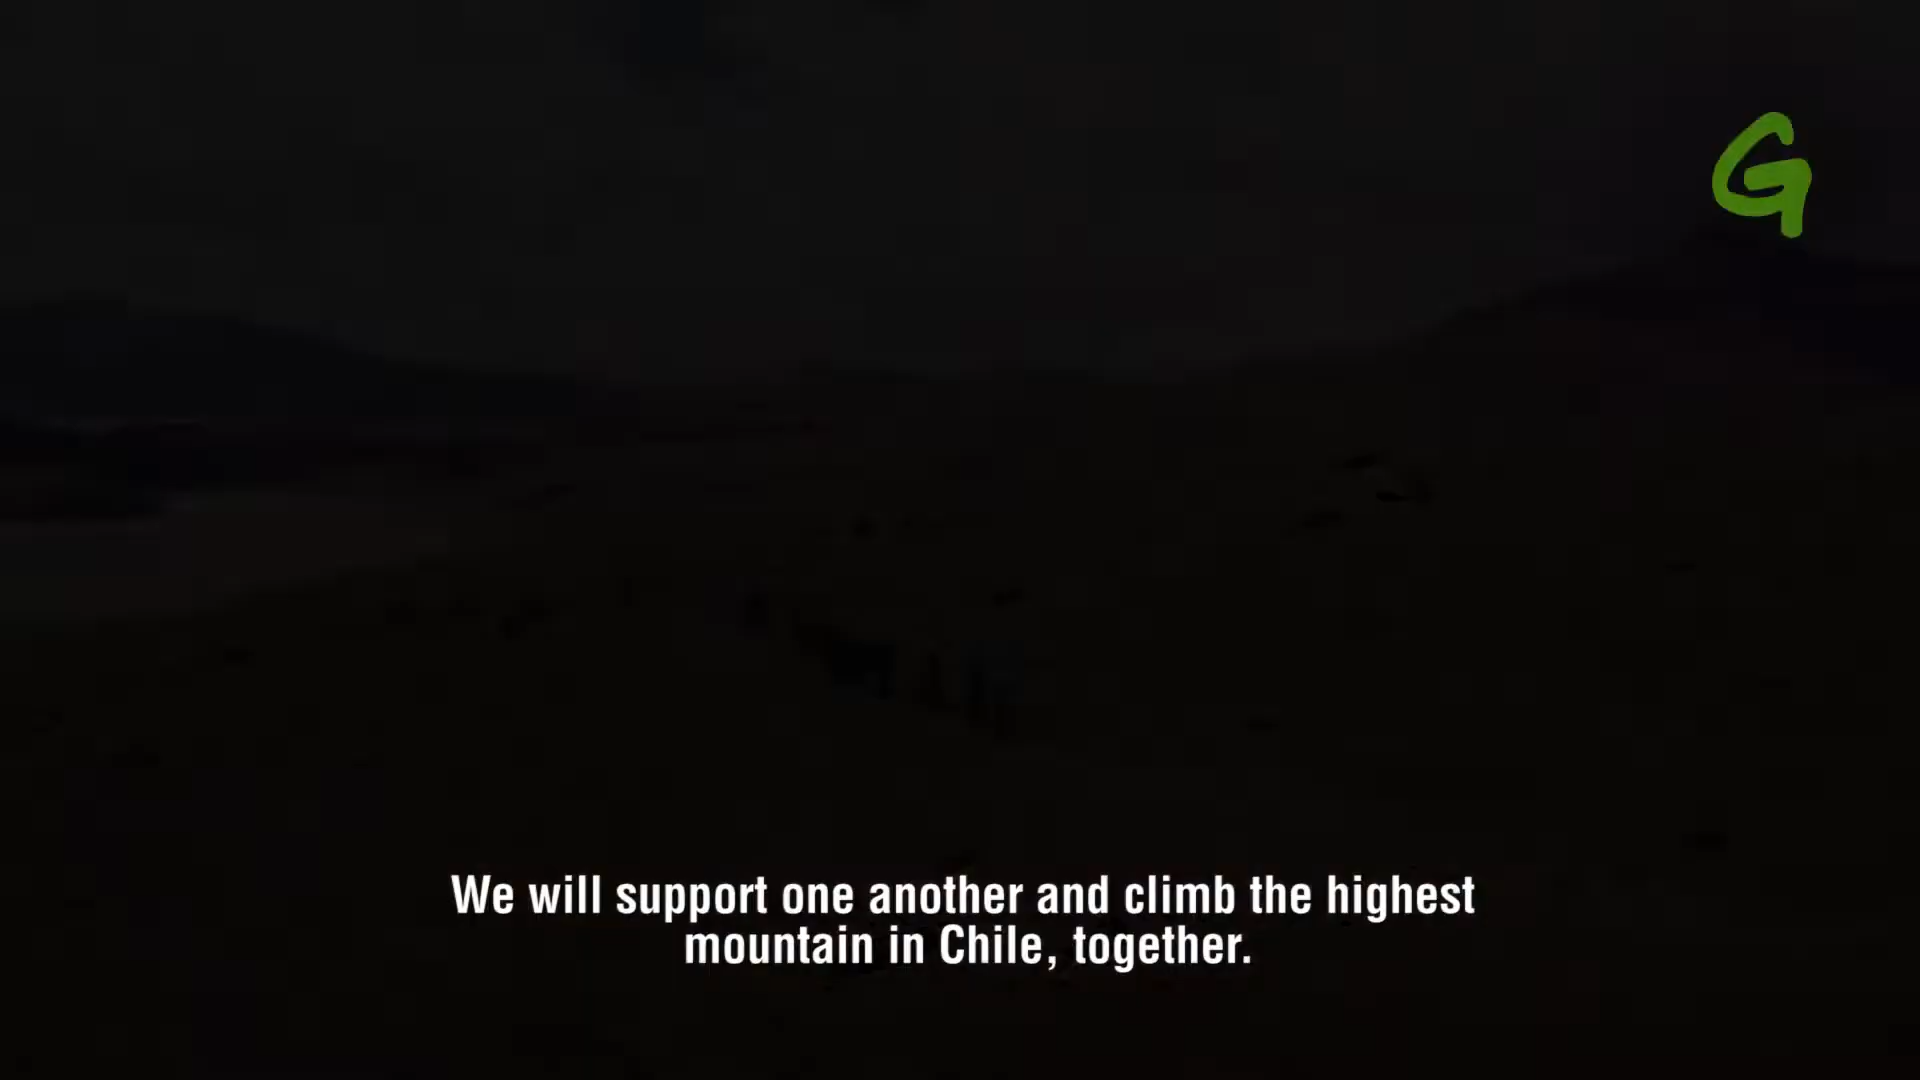 G
We will support one another and climb the highest
mountain in Chile, together.